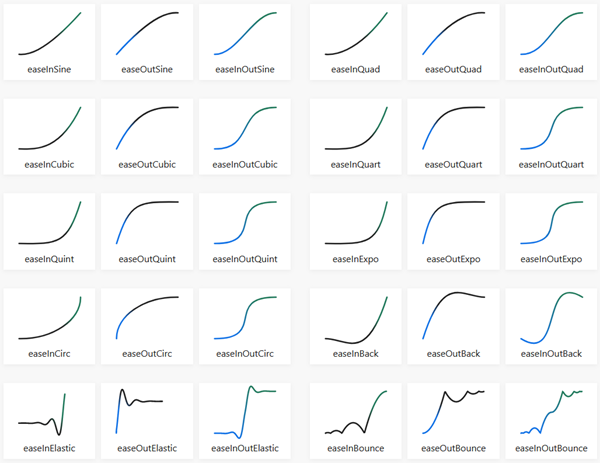 easeInSine easeOutSine easeInOutSine easeInQuad easeOutQuad easeInOutQuad
easeInCubic easeOutCubic easeInOutCubic easeInQuart easeOutQuart easeInOutQuart
easeInQuint easeOutQuint easeInOutQuint easeInExpo easeOutExpo easeInOutExpo
easeInCirc easeOutCirc easeInOutCirc easeInBack easeOutBack easeInOutBack
easeInElastic easeOutElastic easeInOutElastic easeInBounce easeOutBounce easeInOutBounce